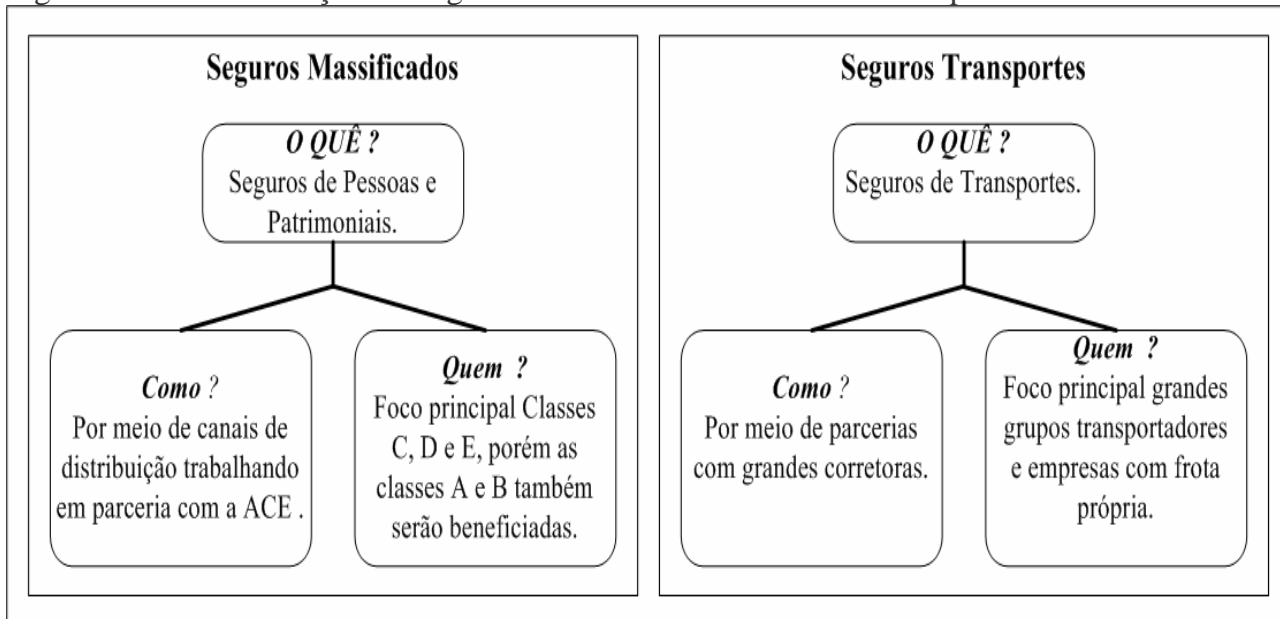 Seguros Massificados
O QUÊ ?
Seguros de Pessoas e
Patrimoniais.
Como ?
Por meio de canais de
distribuição trabalhando
em parceria com a ACE .
Quem ?
Foco principal Classes
C, D e E, porém as
classes A e B também
serão beneficiadas.
Seguros Transportes
O QUÊ ?
Seguros de Transportes.
Como ?
Por meio de parcerias
com grandes corretoras.
Quem ?
Foco principal grandes
grupos transportadores
e empresas com frota
própria.